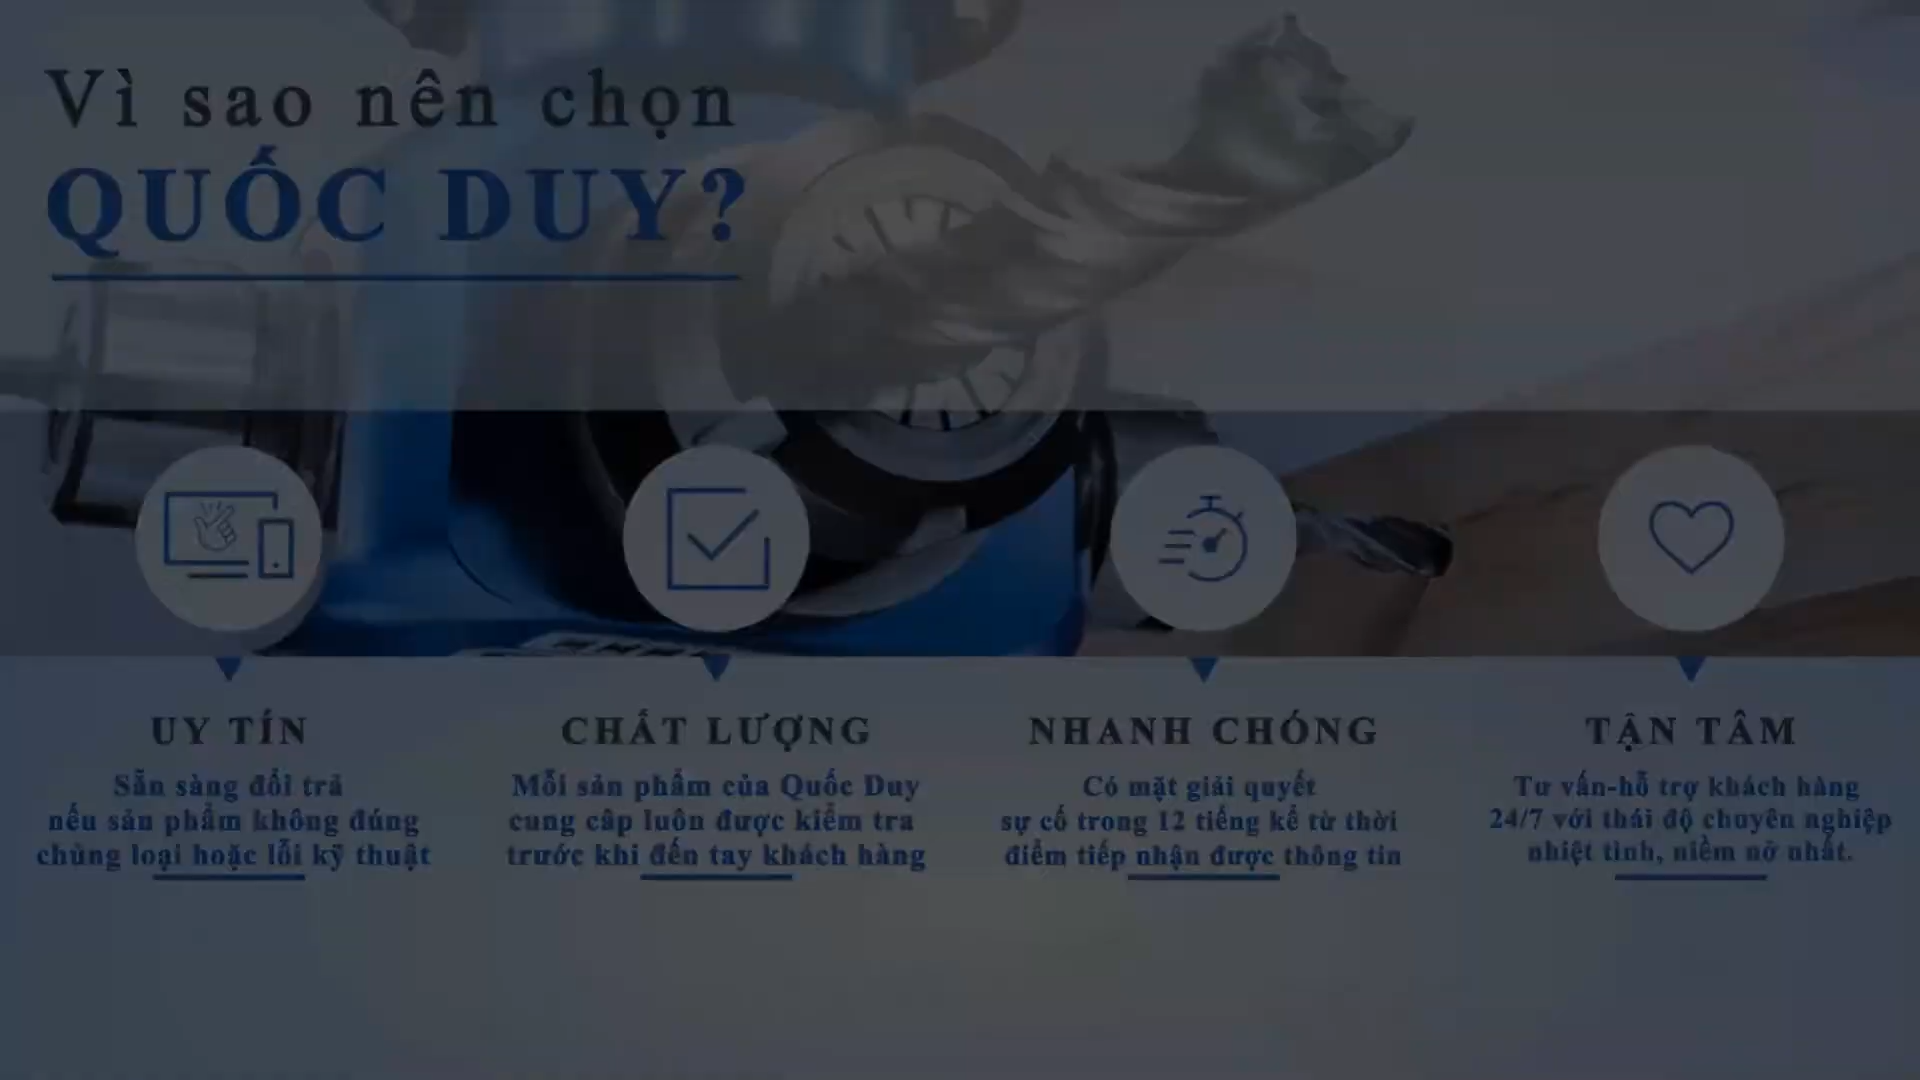 Vì sao nên chọn
QUỐC DUY?
UY TÍN
Sẵn sàng đổi trả
nếu sản phẩm không đúng
chủng loại hoặc lỗi kỹ thuật
CHẤT LƯỢNG
Mỗi sản phẩm của Quốc Duy
cung câp luôn được kiểm tra
trước khi đến tay khách hàng
NHANH CHÓNG
Có mặt giải quyết
sự cố trong 12 tiếng kể từ thời
điểm tiếp nhận được thông tin
TẬN TÂM
Tư vấn-hỗ trợ khách hàng
24/7 với thái độ chuyên nghiệp
nhiệt tình, niềm nở nhất.